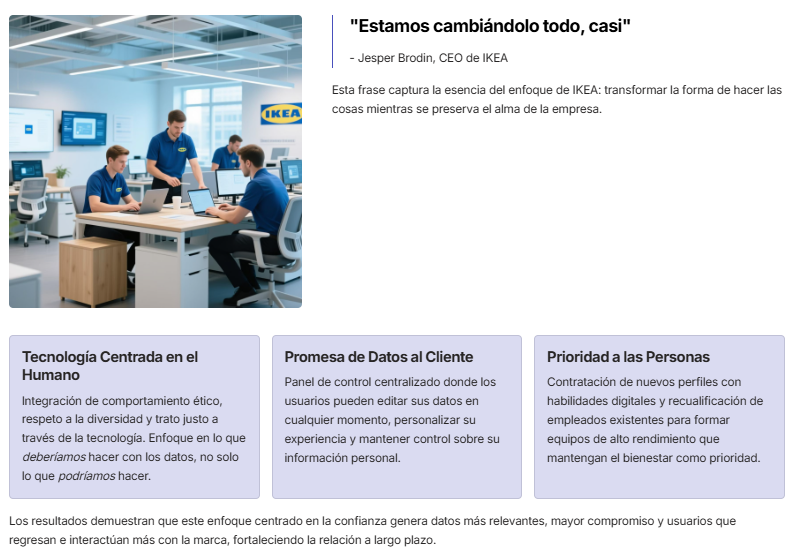 IKEA
"Estamos cambiándolo todo, casi"
- Jesper Brodin, CEO de IKEA
Esta frase captura la esencia del enfoque de IKEA: transformar la forma de hacer las
cosas mientras se preserva el alma de la empresa.
Tecnología Centrada en el
Humano
Integración de comportamiento ético,
respeto a la diversidad y trato justo a
través de la tecnología. Enfoque en lo que
deberíamos hacer con los datos, no solo
lo que podríamos hacer.
Promesa de Datos al Cliente
Panel de control centralizado donde los
usuarios pueden editar sus datos en
cualquier momento, personalizar su
experiencia y mantener control sobre su
información personal.
Prioridad a las Personas
Contratación de nuevos perfiles con
habilidades digitales y recualificación de
empleados existentes para formar
equipos de alto rendimiento que
mantengan el bienestar como prioridad.
Los resultados demuestran que este enfoque centrado en la confianza genera datos más relevantes, mayor compromiso y usuarios que
regresan e interactúan más con la marca, fortaleciendo la relación a largo plazo.